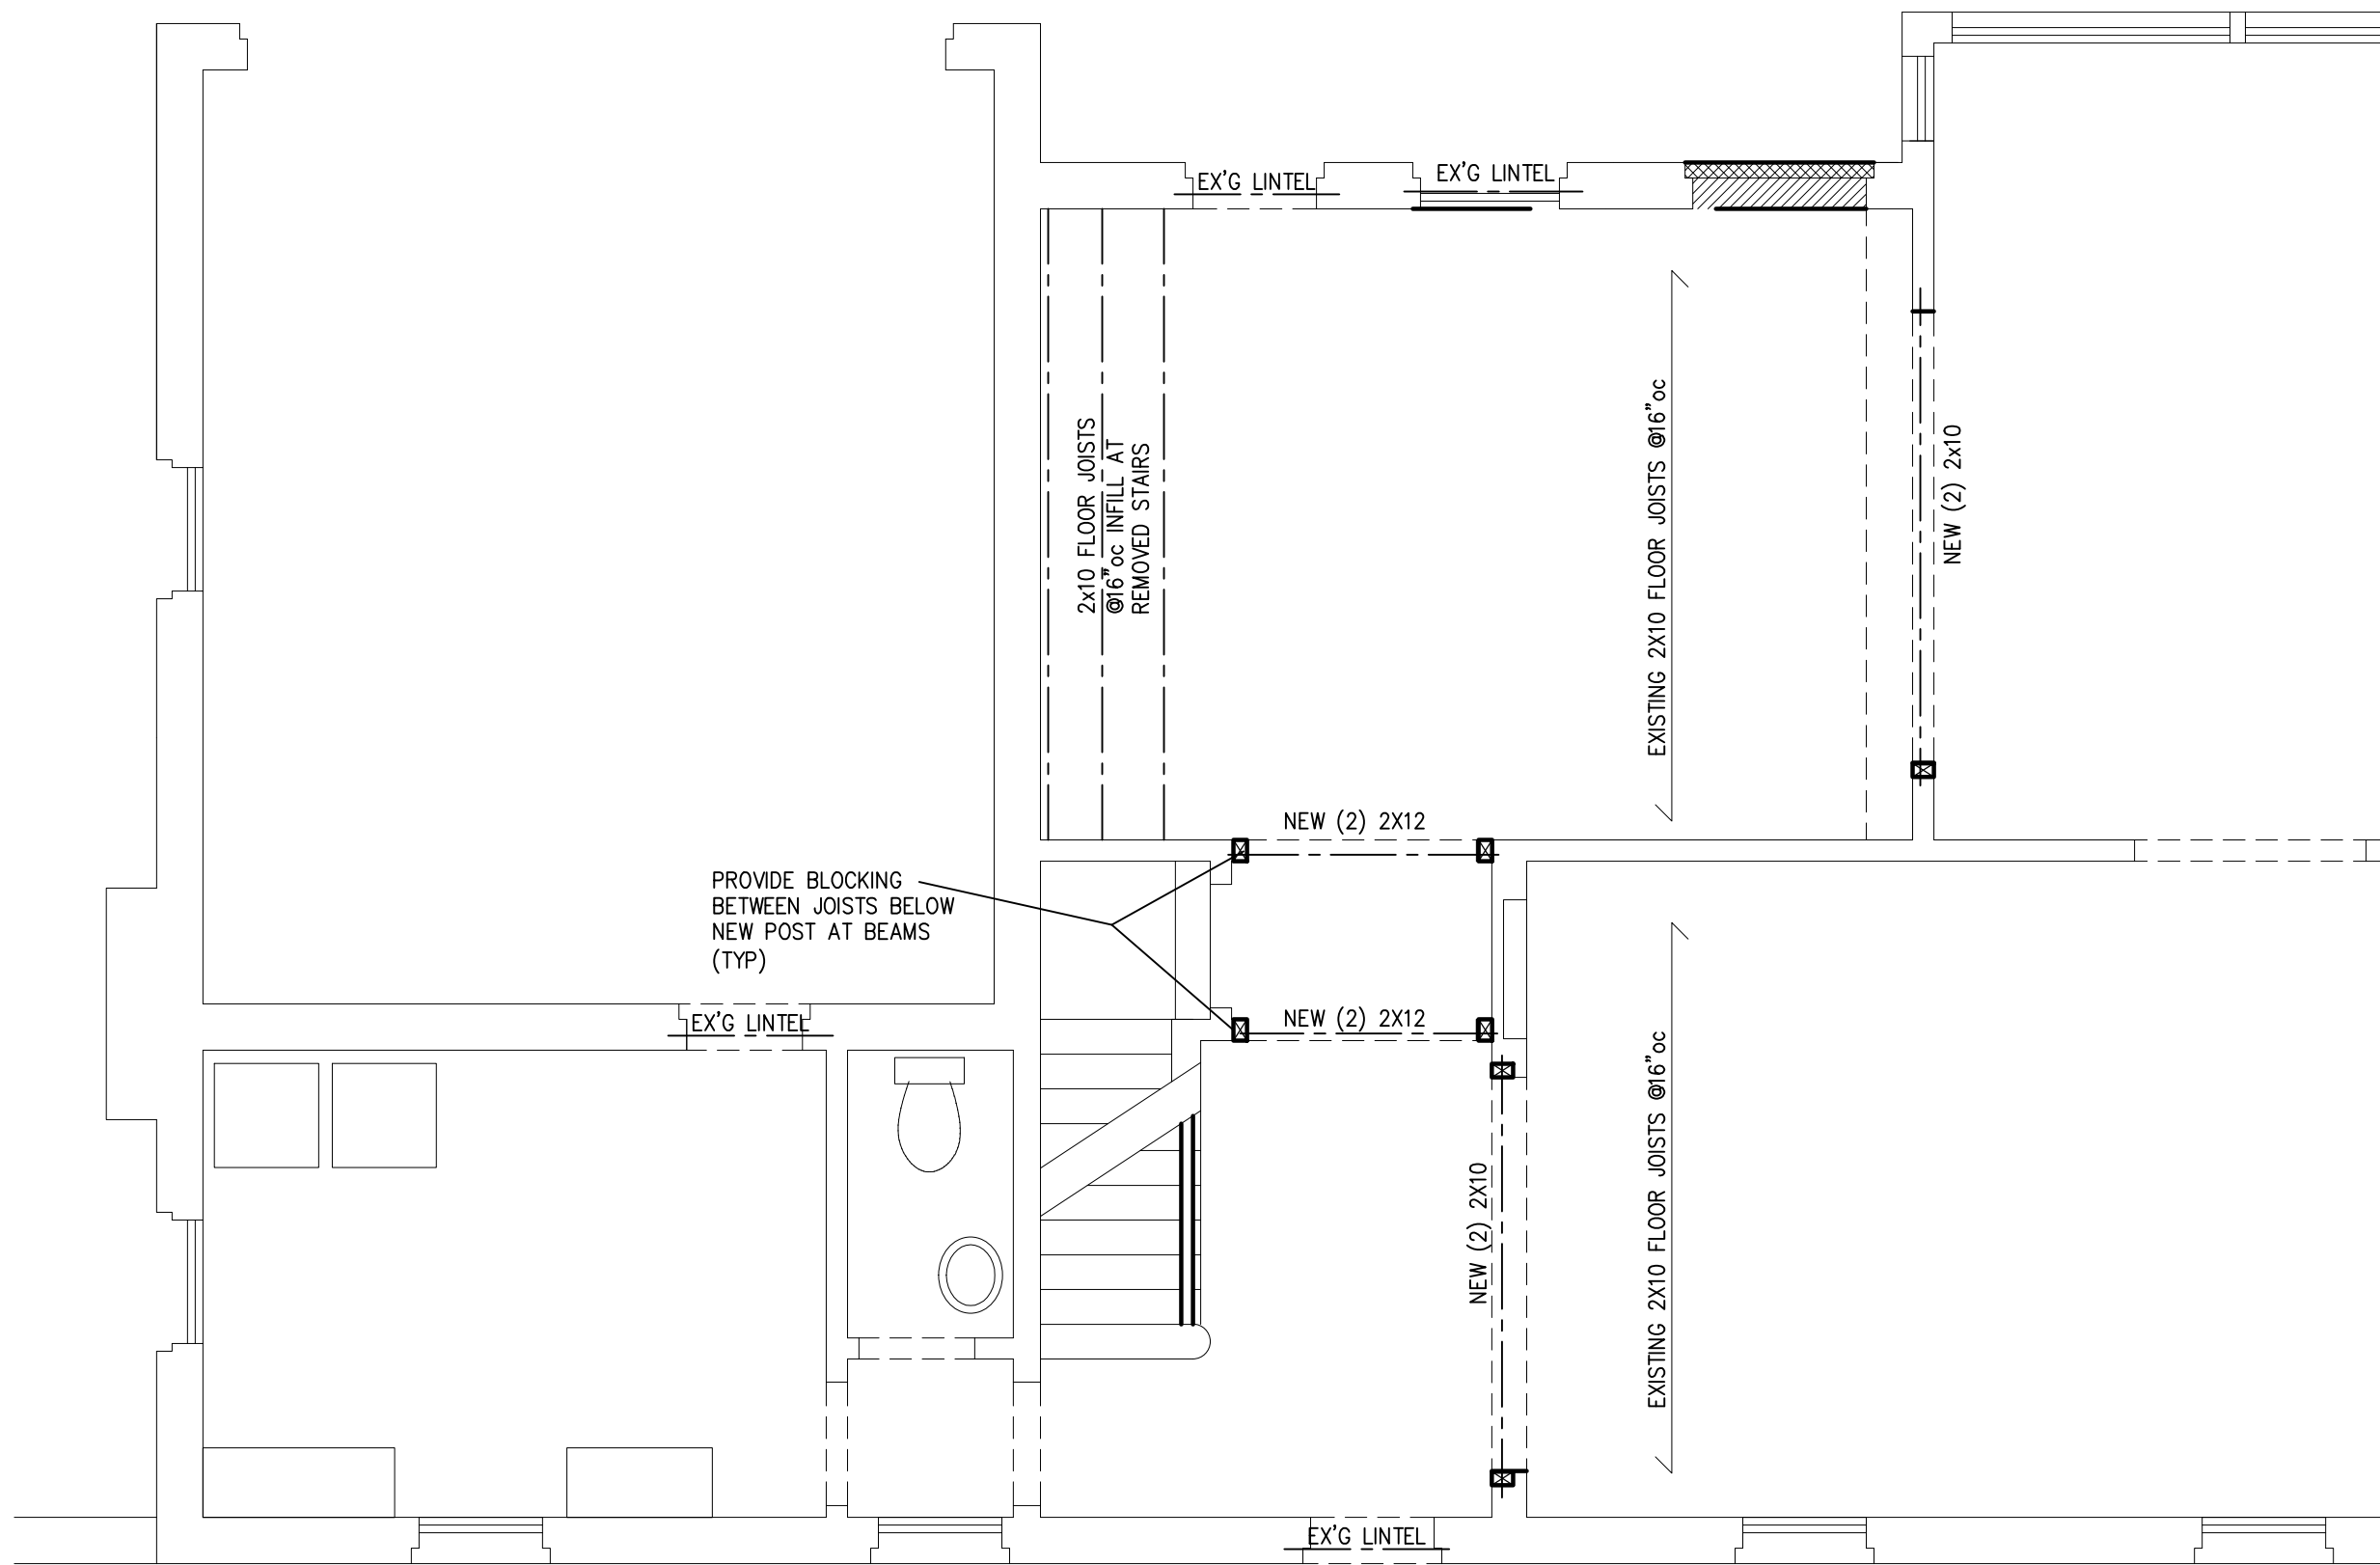 EX'G LINTEL
EX'G LINTEL
2x10 FLOOR JOISTS
@16"oc INFILL AT
REMOVED STAIRS
EXISTING 2X10 FLOOR JOISTS @16"oc
NEW (2) 2x10
NEW (2) 2X12
PROVIDE BLOCKING
BETWEEN JOISTS BELOW
NEW POST AT BEAMS
(TYP)
EX'G LINTEL
NEW (2) 2X12
NEW (2) 2X10
EXISTING 2X10 FLOOR JOISTS @16"oc
EX'G LINTEL